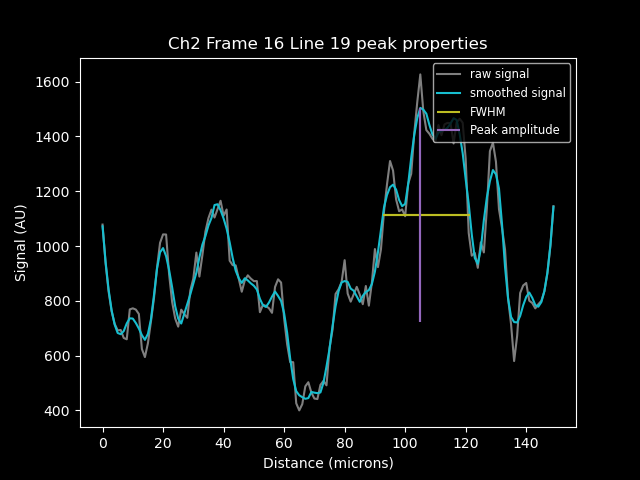 Ch2 Frame 16 Line 19 peak properties
raw signal
smoothed signal
FWHM
Peak amplitude
1600
1400
1200
1000
800
600
400
Signal (AU)
0 20 40 60 80 100 120 140
Distance (microns)